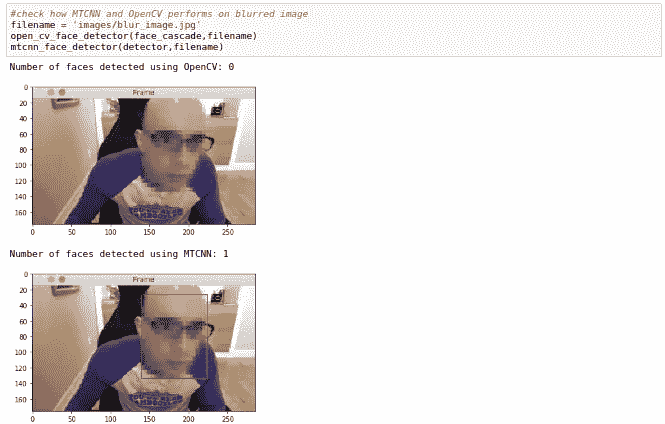 #check how MTCNN and OpenCV performs on blurred image
filename = 'images/blur_image.jpg'
open_cv_face_detector(face_cascade,filename)
mtcnn_face_detector(detector,filename)
Number of faces detected using OpenCV: 0
0
Frame
20
40
60
80
100
120
140
160
0 50 100 150 200 250
Number of faces detected using MTCNN: 1
0
Frame
20
40
60
80
100
120
140
160
0 50 100 150 200 250